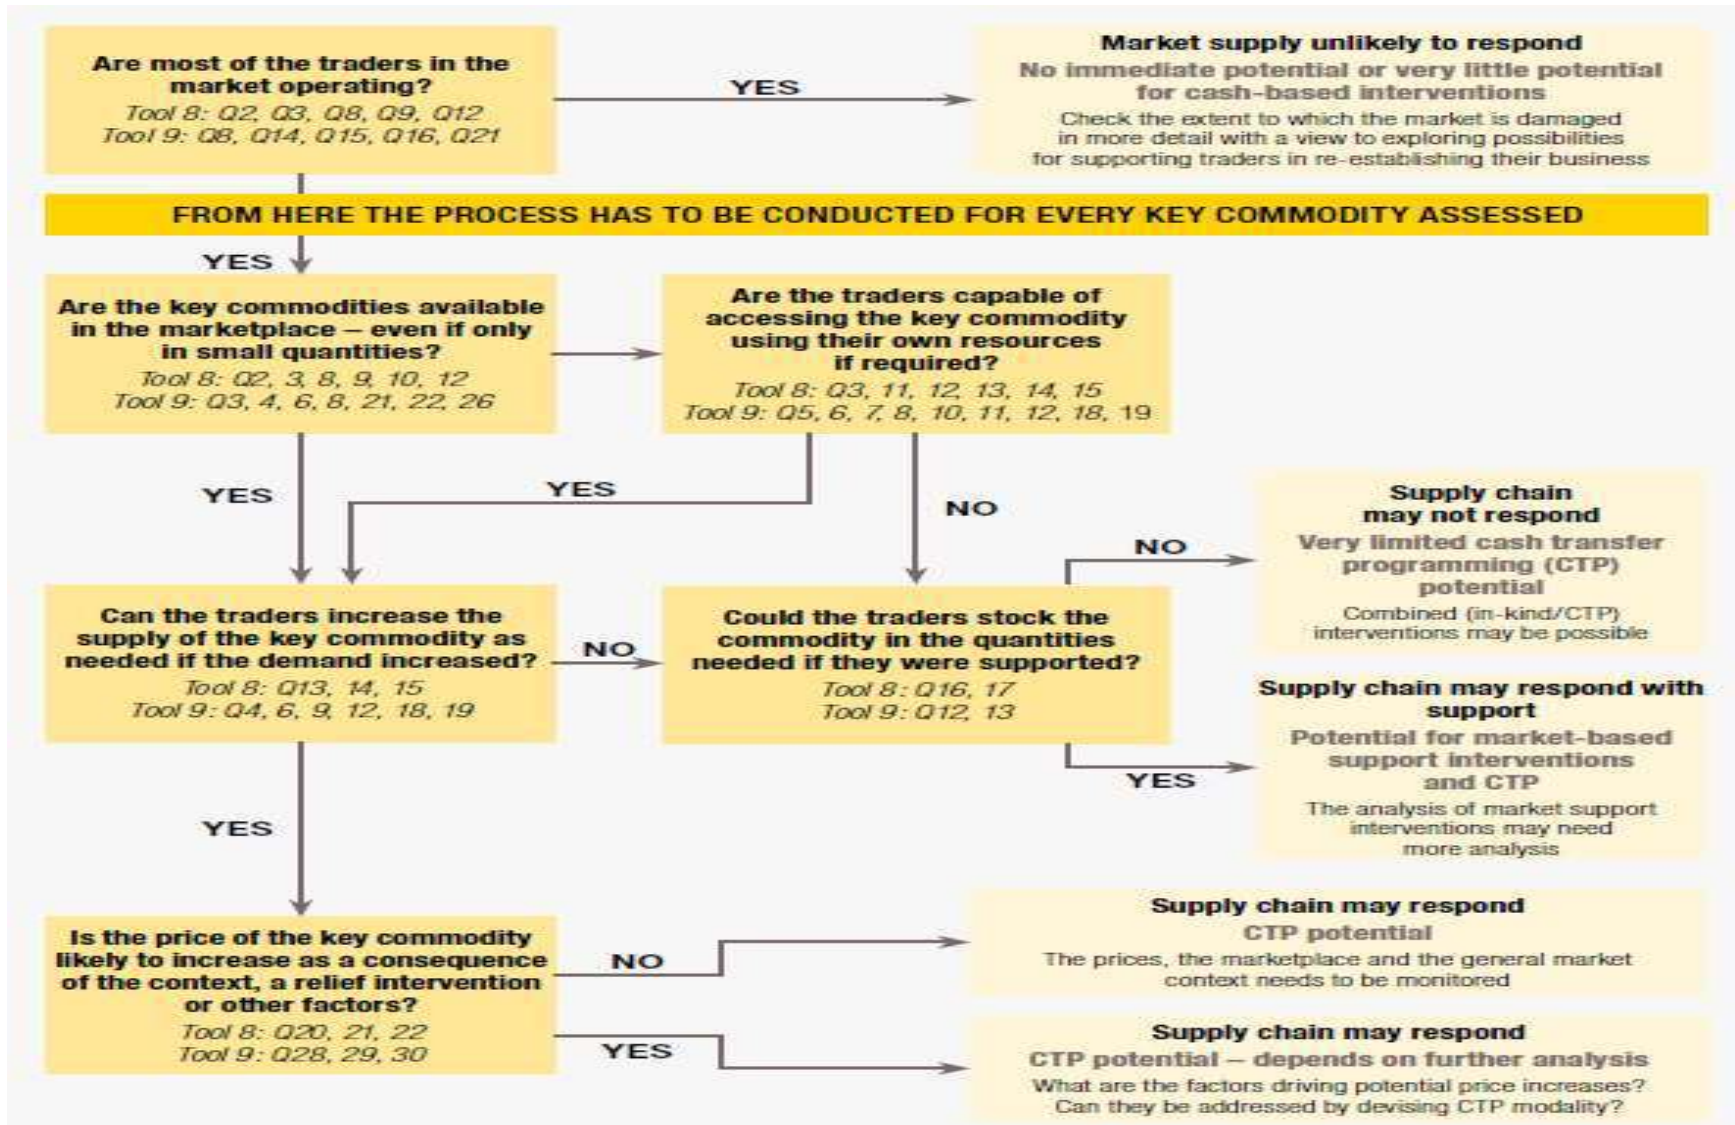 Are most of the traders in the
market operating?
Tool 8: Q2, Q3, Q8, Q9, Q12
Tool 9: Q8, Q14, Q15, Q16, Q21
YES
Market supply unlikely to respond
No immediate potential or very little potential
for cash-based interventions
Check the extent to which the market is damaged
in more detail with a view to exploring possibilities
for supporting traders in re-establishing their business
FROM HERE THE PROCESS HAS TO BE CONDUCTED FOR EVERY KEY COMMODITY ASSESSED
YES
Are the key commodities available
in the marketplace – even if only
in small quantities?
Tool 8: Q2, 3, 8, 9, 10, 12
Tool 9: Q3, 4, 6, 8, 21, 22, 26
Are the traders capable of
accessing the key commodity
using their own resources
if required?
Tool 8: Q3, 11, 12, 13, 14, 15
Tool 9: Q5, 6, 7, 8, 10, 11, 12, 18, 19
YES
YES
NO
Can the traders increase the
supply of the key commodity as
needed if the demand increased?
Tool 8: Q13, 14, 15
Tool 9: Q4, 6, 9, 12, 18, 19
NO
Could the traders stock the
commodity in the quantities
needed if they were supported?
Tool 8: Q16, 17
Tool 9: Q12, 13
NO
Supply chain
may not respond
Very limited cash transfer
programming (CTP)
potential
Combined (in-kind/CTP)
interventions may be possible
YES
Supply chain may respond with
support
Potential for market-based
support interventions
and CTP
The analysis of market support
interventions may need
more analysis
YES
Is the price of the key commodity
likely to increase as a consequence
of the context, a relief intervention
or other factors?
Tool 8: Q20, 21, 22
Tool 9: Q28, 29, 30
NO
Supply chain may respond
CTP potential
The prices, the marketplace and the general market
context needs to be monitored
YES
Supply chain may respond
CTP potential – depends on further analysis
What are the factors driving potential price increases?
Can they be addressed by devising CTP modality?